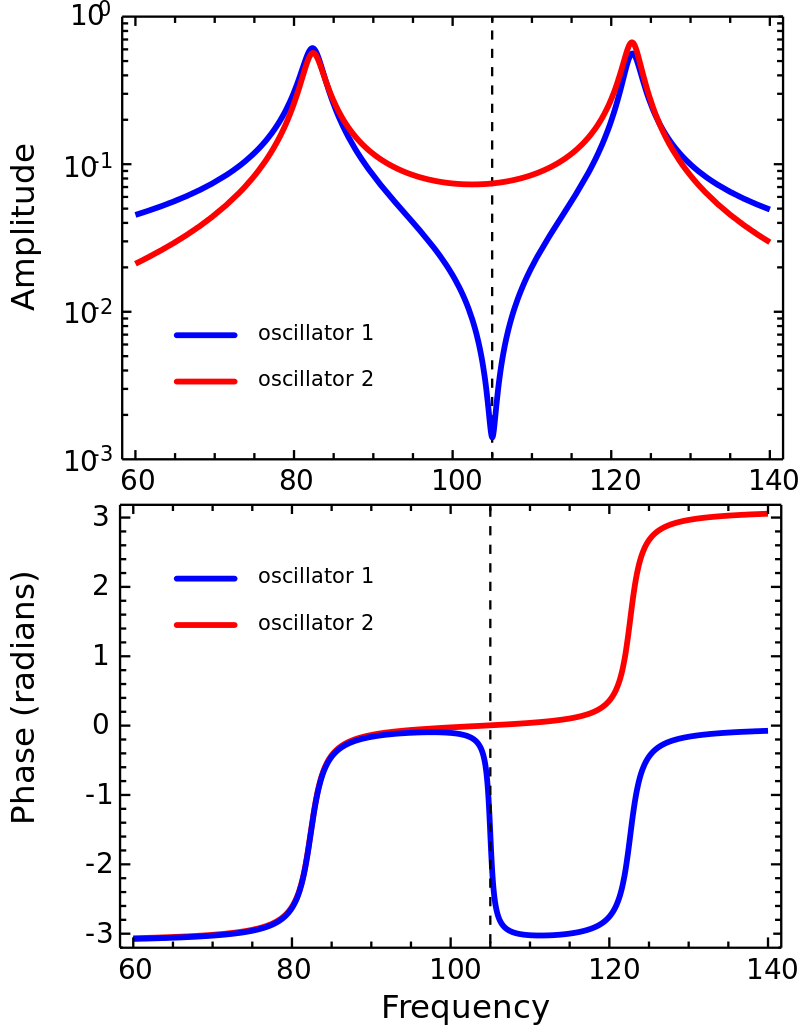 10^0
10^-1
10^-2
10^-3
Amplitude
oscillator 1
oscillator 2
60 80 100 120 140
3
2
1
0
-1
-2
-3
Phase (radians)
oscillator 1
oscillator 2
60 80 100 120 140
Frequency